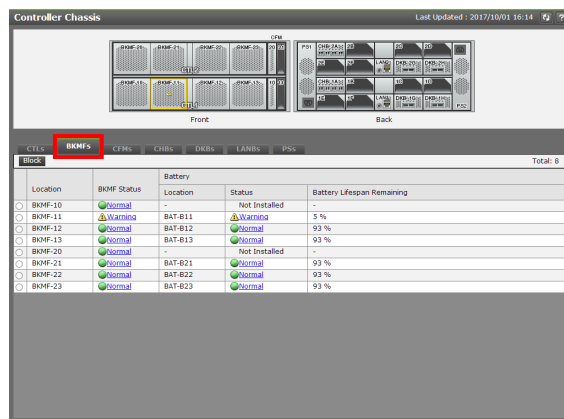 Controller Chassis
Last Updated : 2017/10/01 16:14
CFM
BKMF-20 BKMF-21 BKMF-22 BKMF-23
CTL2
BKMF-10 BKMF-11 BKMF-12 BKMF-13
CTL1
PS1
PS2
Front
Back
CTLs BKMFs CFMs CHBs DKBs LANBs PSs
Block
Total: 8
Battery
Location BKMF Status Location Status Battery Lifespan Remaining
BKMF-10 Normal - Not Installed -
BKMF-11 Warning BAT-B11 Warning 5 %
BKMF-12 Normal BAT-B12 Normal 93 %
BKMF-13 Normal BAT-B13 Normal 93 %
BKMF-20 Normal - Not Installed -
BKMF-21 Normal BAT-B21 Normal 93 %
BKMF-22 Normal BAT-B22 Normal 93 %
BKMF-23 Normal BAT-B23 Normal 93 %